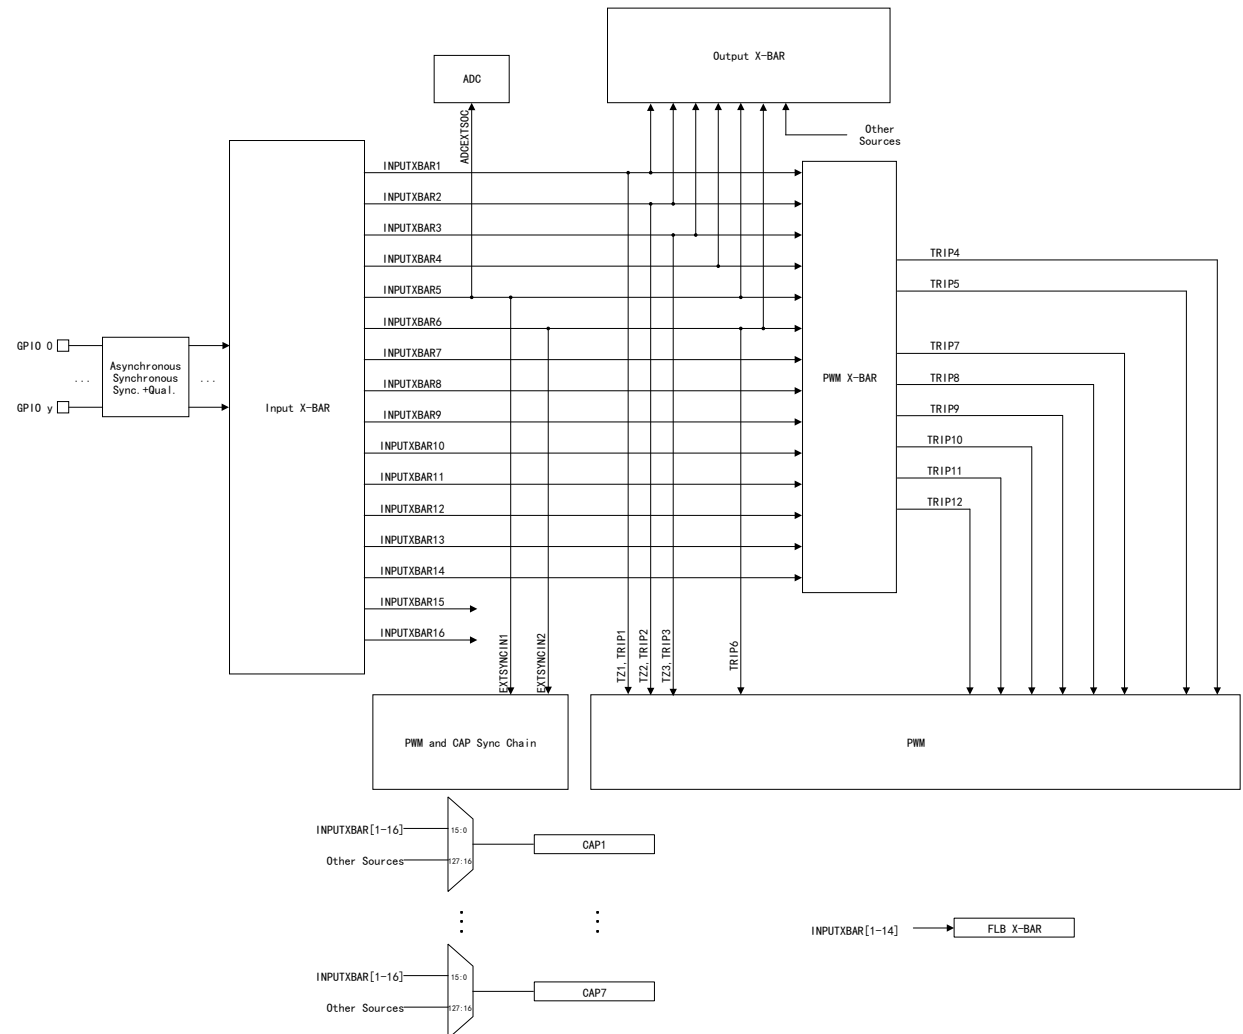 Output X-BAR
ADC
Other
Sources
ADCEXTSOC
INPUTXBAR1
INPUTXBAR2
INPUTXBAR3
INPUTXBAR4
INPUTXBAR5
INPUTXBAR6
INPUTXBAR7
INPUTXBAR8
INPUTXBAR9
INPUTXBAR10
INPUTXBAR11
INPUTXBAR12
INPUTXBAR13
INPUTXBAR14
INPUTXBAR15
INPUTXBAR16
GPIO 0
...
GPIO y
Asynchronous
Synchronous
Sync.+Qual.
...
Input X-BAR
PWM X-BAR
TRIP4
TRIP5
TRIP7
TRIP8
TRIP9
TRIP10
TRIP11
TRIP12
EXTSYNCIN1
EXTSYNCIN2
TZ1,TRIP1
TZ2,TRIP2
TZ3,TRIP3
TRIP6
PWM and CAP Sync Chain
PWM
INPUTXBAR[1-16]
15:0
Other Sources
127:16
CAP1
INPUTXBAR[1-14]
FLB X-BAR
INPUTXBAR[1-16]
15:0
Other Sources
127:16
CAP7